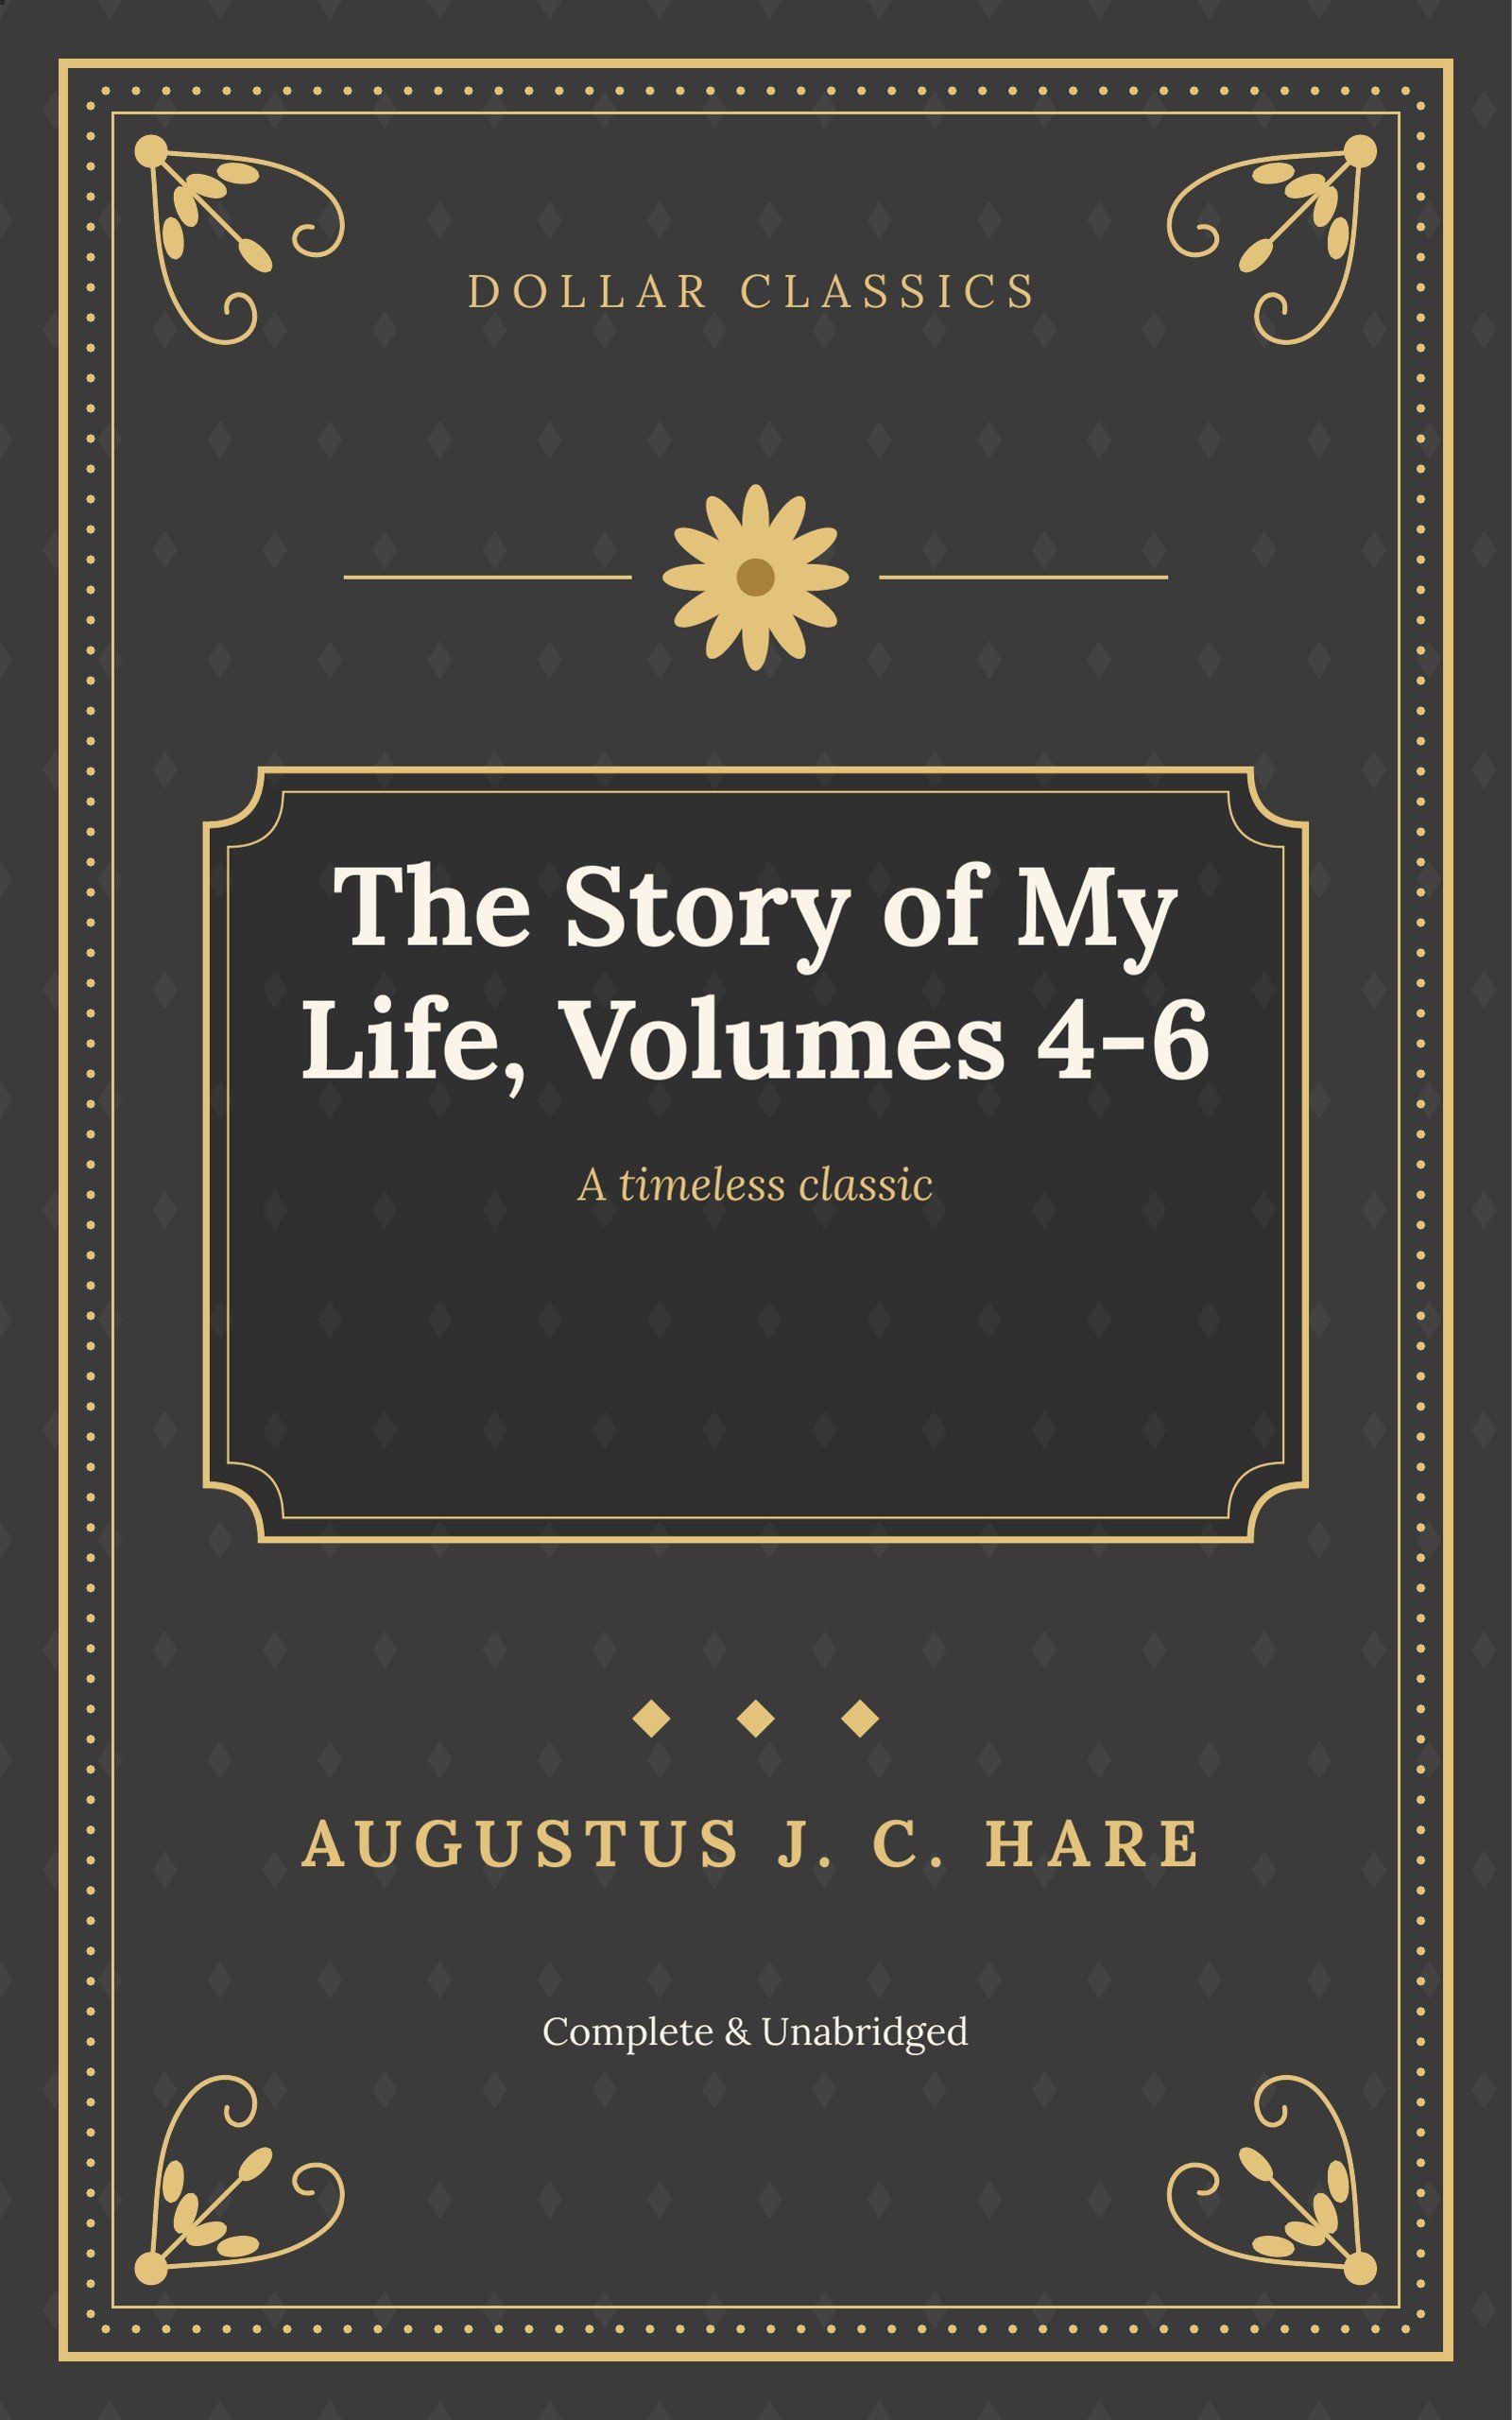 DOLLAR CLASSICS
The Story of My
Life, Volumes 4–6
A timeless classic
AUGUSTUS J. C. HARE
Complete & Unabridged